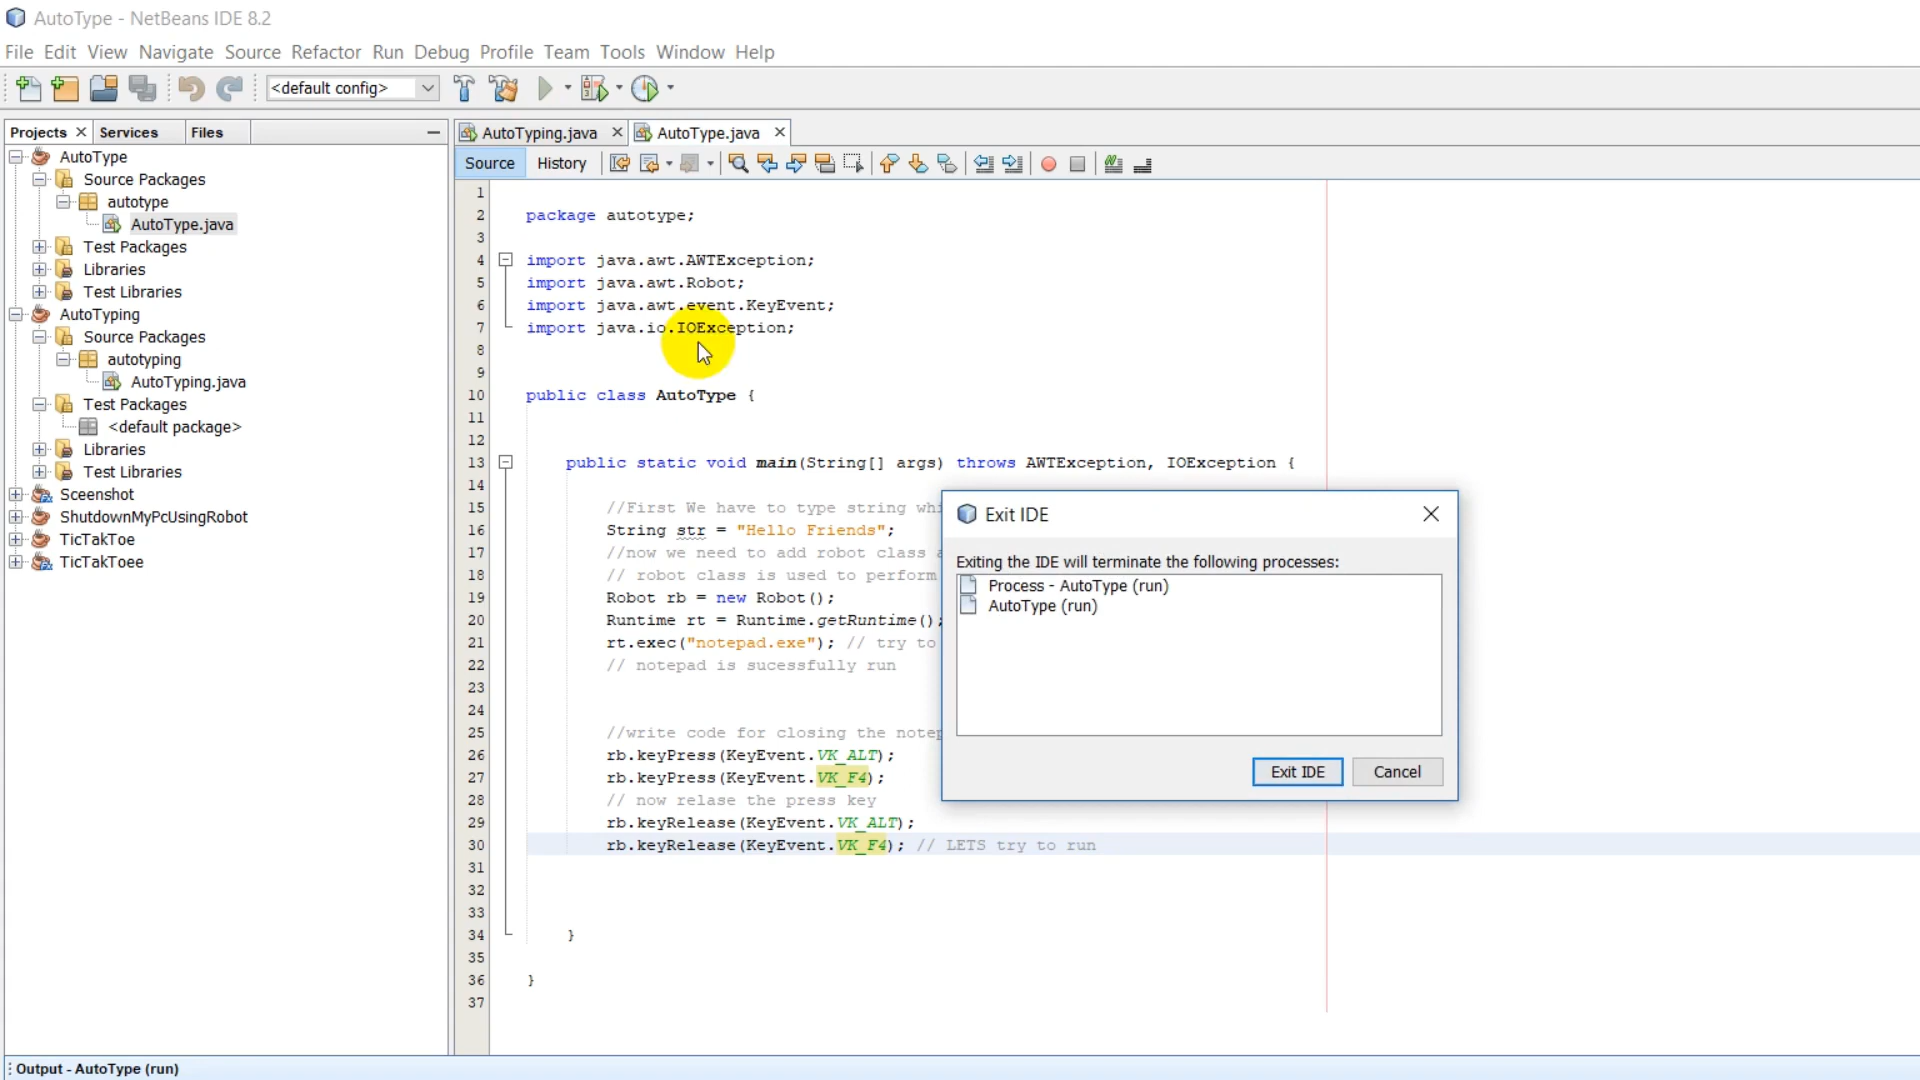 AutoType - NetBeans IDE 8.2
File Edit View Navigate Source Refactor Run Debug Profile Team Tools Window Help
<default config>
Projects Services Files
AutoType
Source Packages
autotype
AutoType.java
Test Packages
Libraries
Test Libraries
AutoTyping
Source Packages
autotyping
AutoTyping.java
Test Packages
<default package>
Libraries
Test Libraries
Sceenshot
ShutdownMyPcUsingRobot
TicTakToe
TicTakToee
AutoTyping.java AutoType.java
Source History
1
2 package autotype;
3
4 import java.awt.AWTException;
5 import java.awt.Robot;
6 import java.awt.event.KeyEvent;
7 import java.io.IOException;
8
9
10 public class AutoType {
11
12
13 public static void main(String[] args) throws AWTException, IOException {
14
15 //First We have to type string whi
16 String str = "Hello Friends";
17 //now we need to add robot class a
18 // robot class is used to perform
19 Robot rb = new Robot();
20 Runtime rt = Runtime.getRuntime();
21 rt.exec("notepad.exe"); // try to
22 // notepad is sucessfully run
23
24
25 //write code for closing the notep
26 rb.keyPress(KeyEvent.VK_ALT);
27 rb.keyPress(KeyEvent.VK_F4);
28 // now relase the press key
29 rb.keyRelease(KeyEvent.VK_ALT);
30 rb.keyRelease(KeyEvent.VK_F4); // LETS try to run
31
32
33
34 }
35
36 }
37
Exit IDE
Exiting the IDE will terminate the following processes:
Process - AutoType (run)
AutoType (run)
Exit IDE Cancel
Output - AutoType (run)